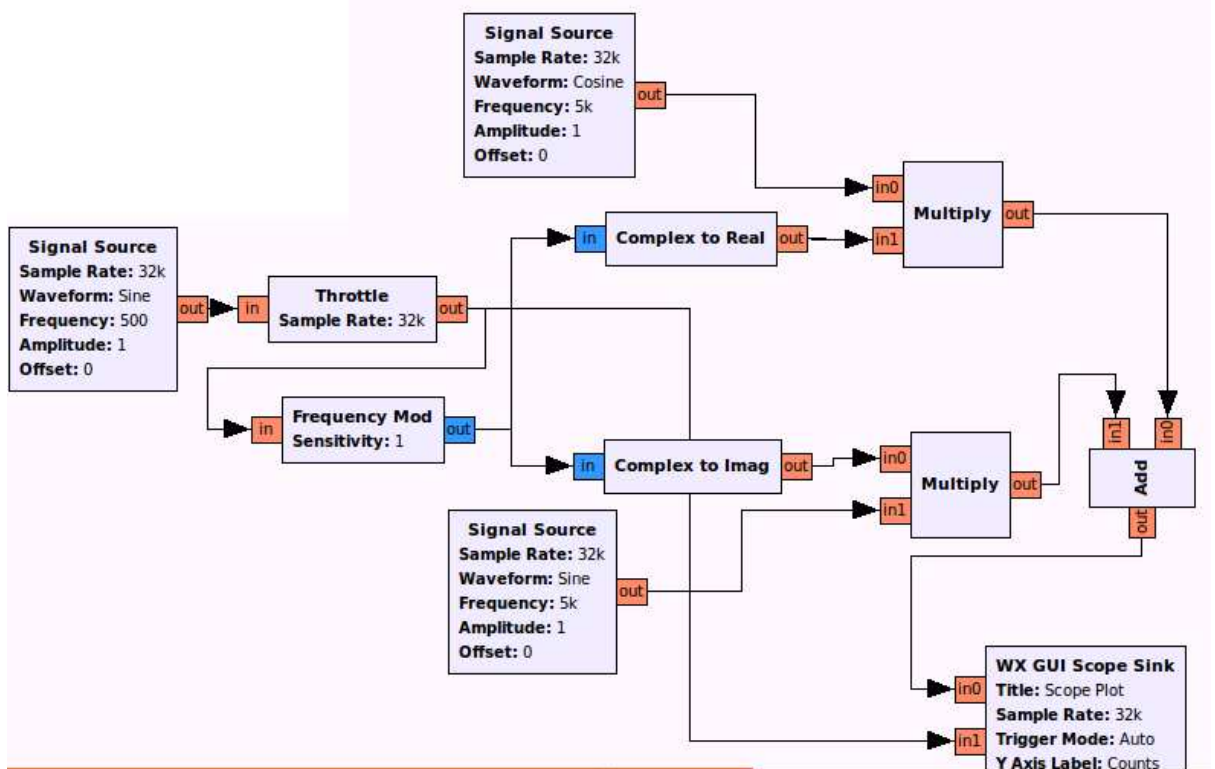 Signal Source
Sample Rate: 32k
Waveform: Cosine
Frequency: 5k
Amplitude: 1
Offset: 0
out
in0
in1
Multiply
out
in
Complex to Real
out
Signal Source
Sample Rate: 32k
Waveform: Sine
Frequency: 500
Amplitude: 1
Offset: 0
out
in
Throttle
Sample Rate: 32k
out
in
Frequency Mod
Sensitivity: 1
out
in
Complex to Imag
out
in0
in1
Multiply
out
in1
in0
Add
out
Signal Source
Sample Rate: 32k
Waveform: Sine
Frequency: 5k
Amplitude: 1
Offset: 0
out
in0
in1
WX GUI Scope Sink
Title: Scope Plot
Sample Rate: 32k
Trigger Mode: Auto
Y Axis Label: Counts